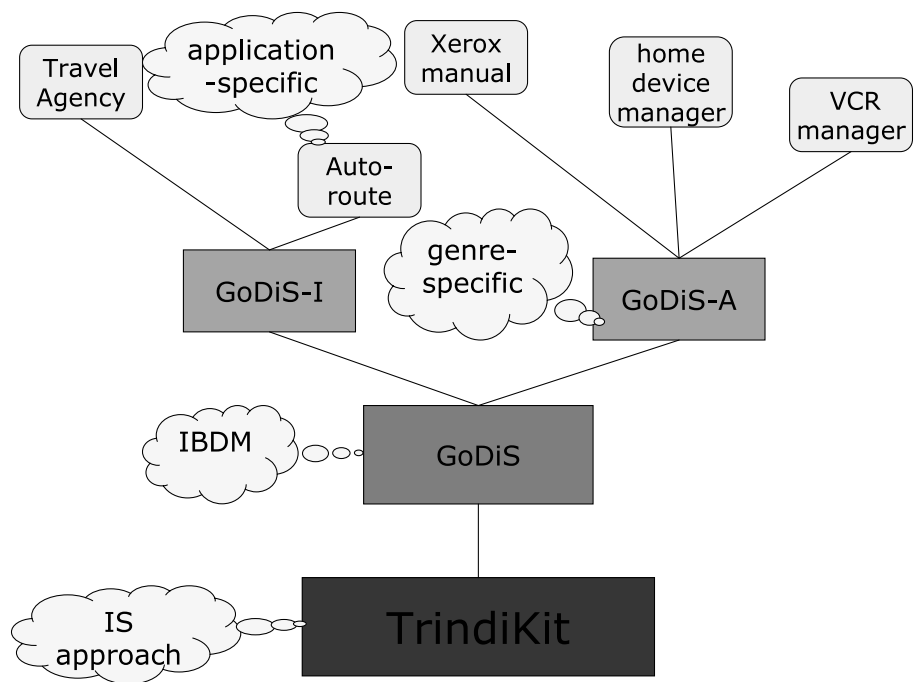 Travel
Agency
application
-specific
Xerox
manual
home
device
manager
VCR
manager
Auto-
route
genre-
specific
GoDiS-I
GoDiS-A
IBDM
GoDiS
IS
approach
TrindiKit